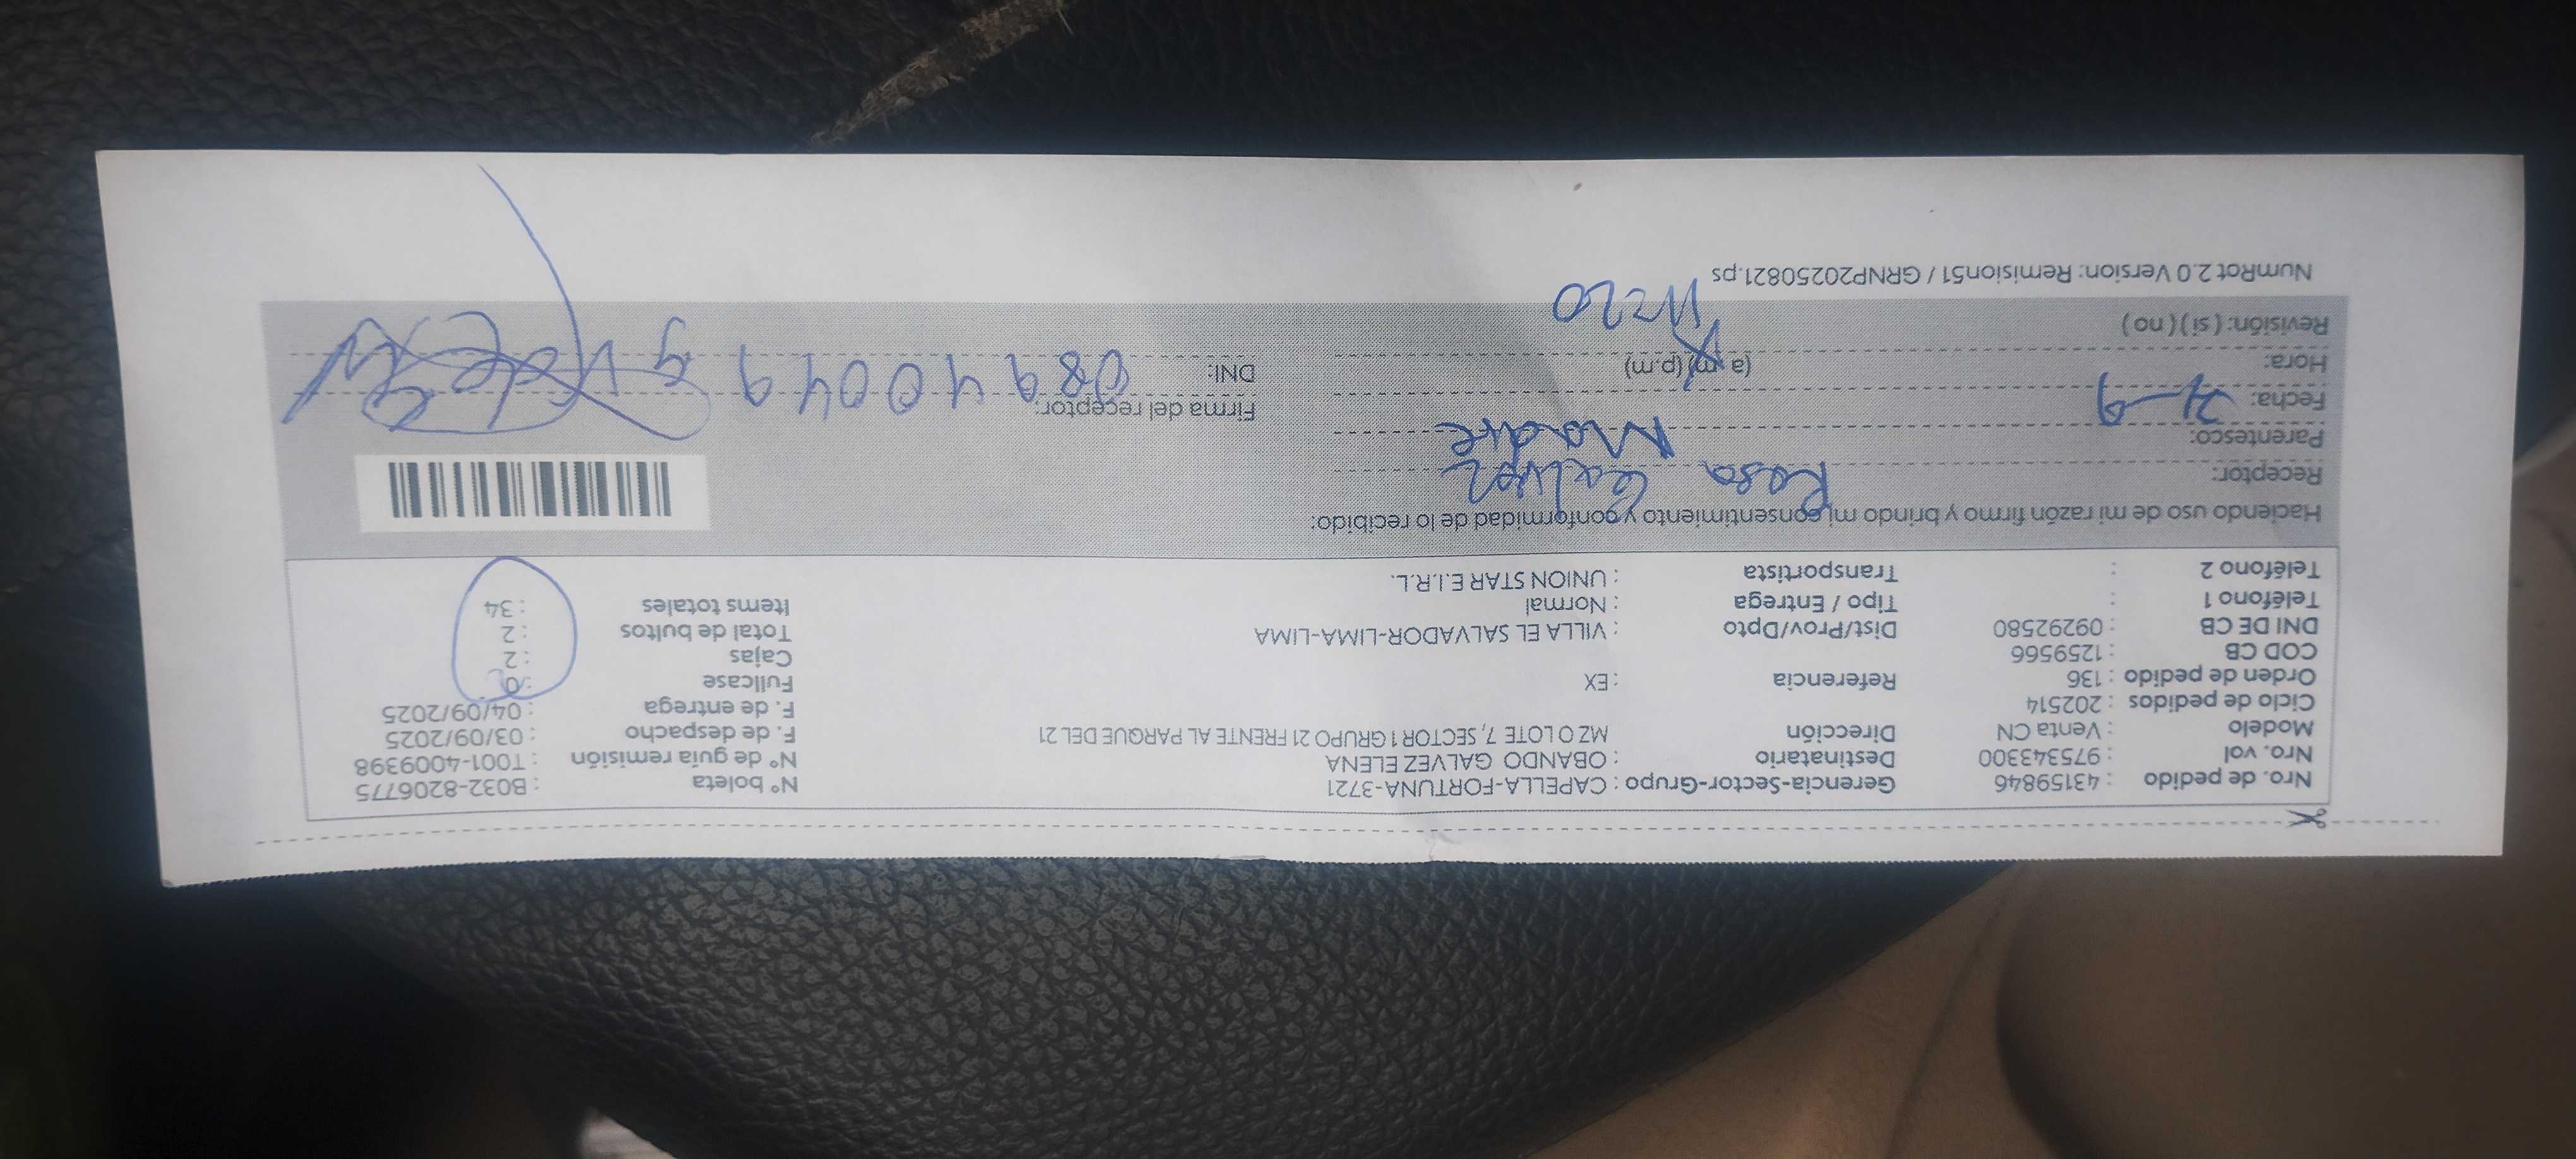 Nro. de pedido : 43159846 Gerencia-Sector-Grupo : CAPELLA-FORTUNA-3721 N° boleta : B032-8206775
Nro. vol : 975343300 Destinatario : OBANDO GALVEZ ELENA N° de guía remisión : T001-4009398
Modelo : Venta CN Dirección MZ O LOTE 7, SECTOR 1 GRUPO 21 FRENTE AL PARQUE DEL 21 F. de despacho : 03/09/2025
Ciclo de pedidos : 202514 F. de entrega : 04/09/2025
Orden de pedido : 136 Referencia : EX Fullcase : 0
COD CB : 1259566 Cajas : 2
DNI DE CB : 09292580 Dist/Prov/Dpto : VILLA EL SALVADOR-LIMA-LIMA Total de bultos : 2
Teléfono 1 : Tipo / Entrega : Normal Items totales : 34
Teléfono 2 : Transportista : UNION STAR E.I.R.L.
Haciendo uso de mi razón firmo y brindo mi consentimiento y conformidad de lo recibido:
Receptor: Rosa Galvez
Parentesco: Madre
Fecha: Firma del receptor:
Hora: (a m) (p.m) 11:20 DNI: 08940049
Revisión: ( si ) ( no )
NumRot 2.0 Version: Remision51 / GRNP20250821.ps